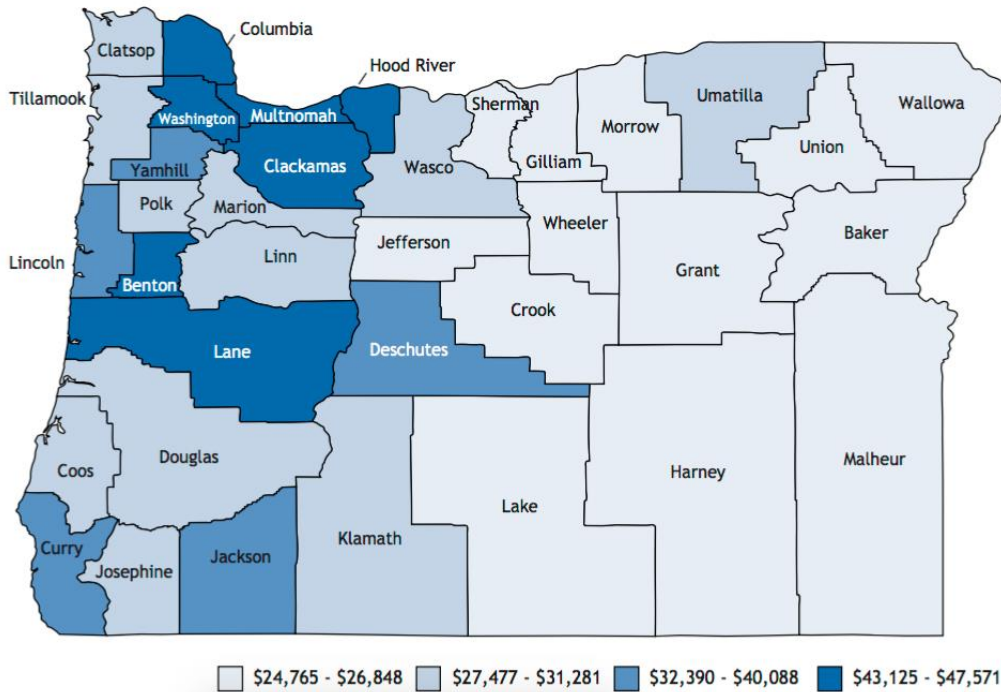 Columbia
Clatsop
Hood River
Tillamook
Washington
Multnomah
Sherman
Umatilla
Wallowa
Morrow
Gilliam
Union
Clackamas
Yamhill
Wasco
Polk
Marion
Wheeler
Baker
Jefferson
Lincoln
Linn
Grant
Benton
Crook
Lane
Deschutes
Douglas
Coos
Harney
Malheur
Lake
Klamath
Curry
Jackson
Josephine
$24,765 - $26,848
$27,477 - $31,281
$32,390 - $40,088
$43,125 - $47,571